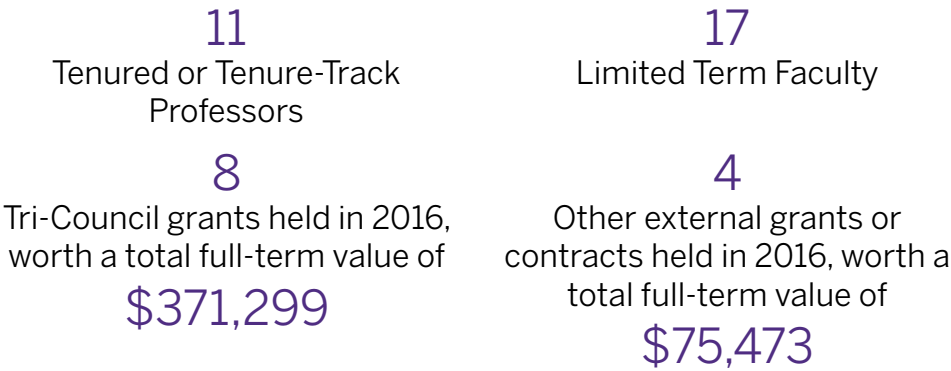 11
Tenured or Tenure-Track
Professors
17
Limited Term Faculty
8
Tri-Council grants held in 2016,
worth a total full-term value of
$371,299
4
Other external grants or
contracts held in 2016, worth a
total full-term value of
$75,473